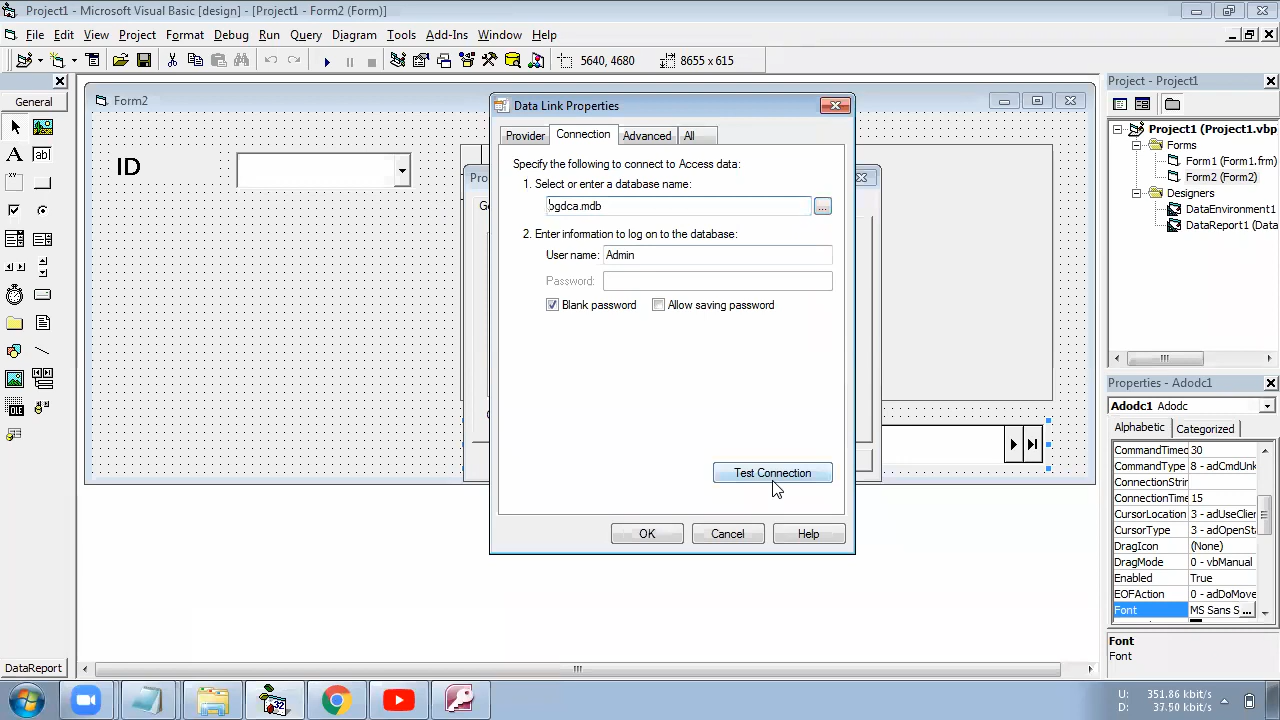 Project1 - Microsoft Visual Basic [design] - [Project1 - Form2 (Form)]
File Edit View Project Format Debug Run Query Diagram Tools Add-Ins Window Help
5640, 4680 8655 x 615
General
DataReport
Form2
ID
Data Link Properties
Provider Connection Advanced All
Specify the following to connect to Access data:
1. Select or enter a database name:
pgdca.mdb
...
2. Enter information to log on to the database:
User name: Admin
Password:
Blank password Allow saving password
Test Connection
OK Cancel Help
Project - Project1
Project1 (Project1.vbp
Forms
Form1 (Form1.frm)
Form2 (Form2)
Designers
DataEnvironment1
DataReport1 (Data
Properties - Adodc1
Adodc1 Adodc
Alphabetic Categorized
CommandTimeo 30
CommandType 8 - adCmdUnk
ConnectionStrin
ConnectionTime 15
CursorLocation 3 - adUseClie
CursorType 3 - adOpenSta
DragIcon (None)
DragMode 0 - vbManual
Enabled True
EOFAction 0 - adDoMove
Font MS Sans S ...
Font
Font
U: 351.86 kbit/s
D: 37.50 kbit/s